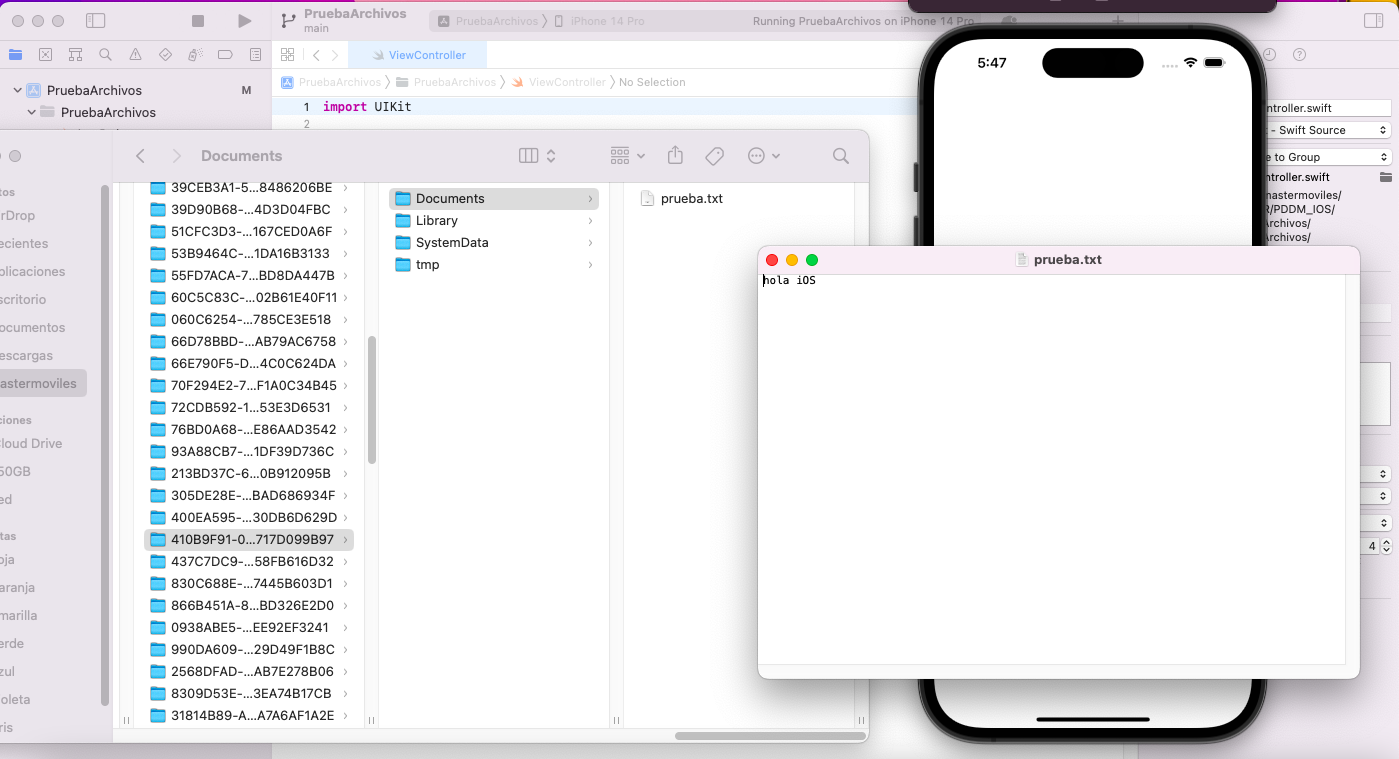 PruebaArchivos
main
PruebaArchivos
iPhone 14 Pro
Running PruebaArchivos on iPhone 14 Pro
ViewController
PruebaArchivos
PruebaArchivos
ViewController
No Selection
PruebaArchivos
M
PruebaArchivos
1 import UIKit
2
5:47
ntroller.swift
- Swift Source
e to Group
ntroller.swift
mastermoviles/
R/PDDM_IOS/
Archivos/
Archivos/
4
Documents
tos
rDrop
ecientes
plicaciones
scritorio
ocumentos
escargas
astermoviles
ciones
Cloud Drive
50GB
ed
tas
oja
aranja
marilla
erde
zul
oleta
ris
39CEB3A1-5...8486206BE
39D90B68-...4D3D04FBC
51CFC3D3-...167CED0A6F
53B9464C-...1DA16B3133
55FD7ACA-7...BD8DA447B
60C5C83C-...02B61E40F11
060C6254-...785CE3E518
66D78BBD-...AB79AC6758
66E790F5-D...4C0C624DA
70F294E2-7...F1A0C34B45
72CDB592-1...53E3D6531
76BD0A68-...E86AAD3542
93A88CB7-...1DF39D736C
213BD37C-6...0B912095B
305DE28E-...BAD686934F
400EA595-...30DB6D629D
410B9F91-0...717D099B97
437C7DC9-...58FB616D32
830C688E-...7445B603D1
866B451A-8...BD326E2D0
0938ABE5-...EE92EF3241
990DA609-...29D49F1B8C
2568DFAD-...AB7E278B06
8309D53E-...3EA74B17CB
31814B89-A...A7A6AF1A2E
Documents
Library
SystemData
tmp
prueba.txt
prueba.txt
hola iOS